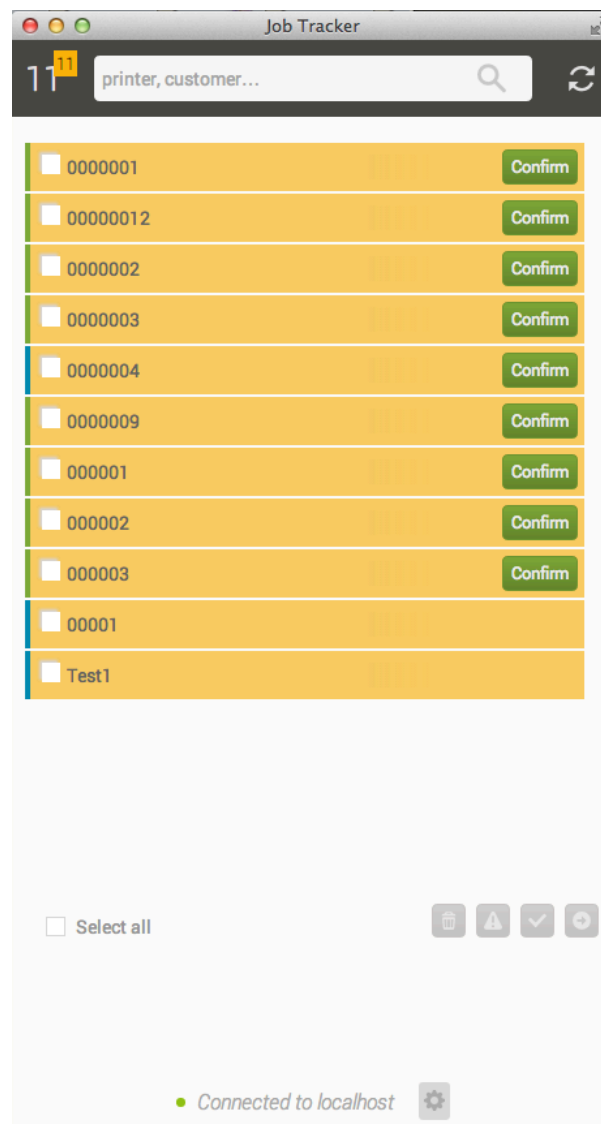 Job Tracker
11 11 printer, customer...
0000001 Confirm
00000012 Confirm
0000002 Confirm
0000003 Confirm
0000004 Confirm
0000009 Confirm
000001 Confirm
000002 Confirm
000003 Confirm
00001
Test1
Select all
Connected to localhost